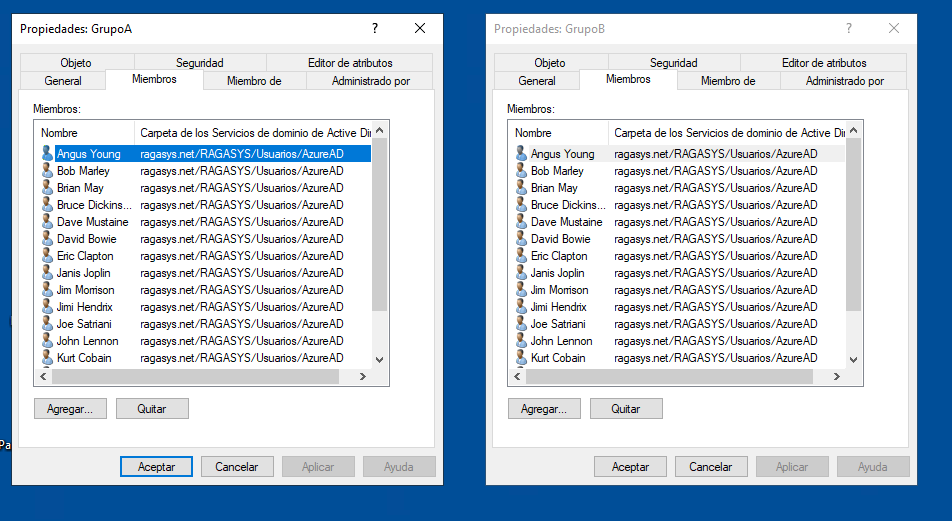 Propiedades: GrupoA ? ✕
Objeto Seguridad Editor de atributos
General Miembros Miembro de Administrado por
Miembros:
Nombre Carpeta de los Servicios de dominio de Active Di
Angus Young ragasys.net/RAGASYS/Usuarios/AzureAD
Bob Marley ragasys.net/RAGASYS/Usuarios/AzureAD
Brian May ragasys.net/RAGASYS/Usuarios/AzureAD
Bruce Dickins... ragasys.net/RAGASYS/Usuarios/AzureAD
Dave Mustaine ragasys.net/RAGASYS/Usuarios/AzureAD
David Bowie ragasys.net/RAGASYS/Usuarios/AzureAD
Eric Clapton ragasys.net/RAGASYS/Usuarios/AzureAD
Janis Joplin ragasys.net/RAGASYS/Usuarios/AzureAD
Jim Morrison ragasys.net/RAGASYS/Usuarios/AzureAD
Jimi Hendrix ragasys.net/RAGASYS/Usuarios/AzureAD
Joe Satriani ragasys.net/RAGASYS/Usuarios/AzureAD
John Lennon ragasys.net/RAGASYS/Usuarios/AzureAD
Kurt Cobain ragasys.net/RAGASYS/Usuarios/AzureAD
Agregar... Quitar
Pa
Aceptar Cancelar Aplicar Ayuda
Propiedades: GrupoB ? ✕
Objeto Seguridad Editor de atributos
General Miembros Miembro de Administrado por
Miembros:
Nombre Carpeta de los Servicios de dominio de Active Di
Angus Young ragasys.net/RAGASYS/Usuarios/AzureAD
Bob Marley ragasys.net/RAGASYS/Usuarios/AzureAD
Brian May ragasys.net/RAGASYS/Usuarios/AzureAD
Bruce Dickins... ragasys.net/RAGASYS/Usuarios/AzureAD
Dave Mustaine ragasys.net/RAGASYS/Usuarios/AzureAD
David Bowie ragasys.net/RAGASYS/Usuarios/AzureAD
Eric Clapton ragasys.net/RAGASYS/Usuarios/AzureAD
Janis Joplin ragasys.net/RAGASYS/Usuarios/AzureAD
Jim Morrison ragasys.net/RAGASYS/Usuarios/AzureAD
Jimi Hendrix ragasys.net/RAGASYS/Usuarios/AzureAD
Joe Satriani ragasys.net/RAGASYS/Usuarios/AzureAD
John Lennon ragasys.net/RAGASYS/Usuarios/AzureAD
Kurt Cobain ragasys.net/RAGASYS/Usuarios/AzureAD
Agregar... Quitar
Aceptar Cancelar Aplicar Ayuda